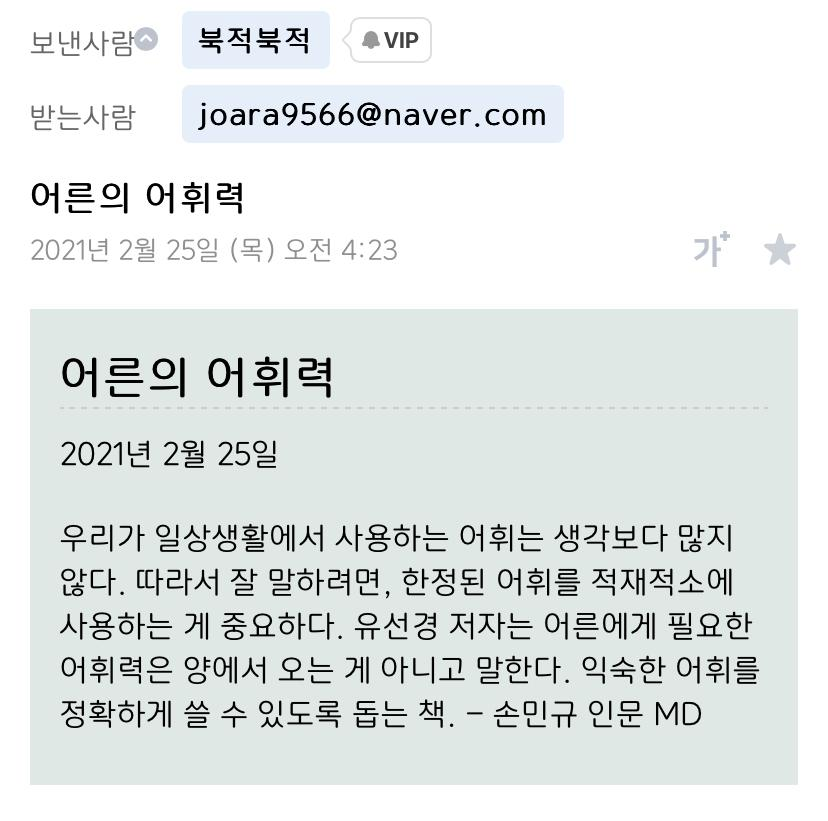 보낸사람 북적북적 VIP
받는사람 joara9566@naver.com
어른의 어휘력
2021년 2월 25일 (목) 오전 4:23 가+
어른의 어휘력
2021년 2월 25일
우리가 일상생활에서 사용하는 어휘는 생각보다 많지
않다. 따라서 잘 말하려면, 한정된 어휘를 적재적소에
사용하는 게 중요하다. 유선경 저자는 어른에게 필요한
어휘력은 양에서 오는 게 아니고 말한다. 익숙한 어휘를
정확하게 쓸 수 있도록 돕는 책. – 손민규 인문 MD